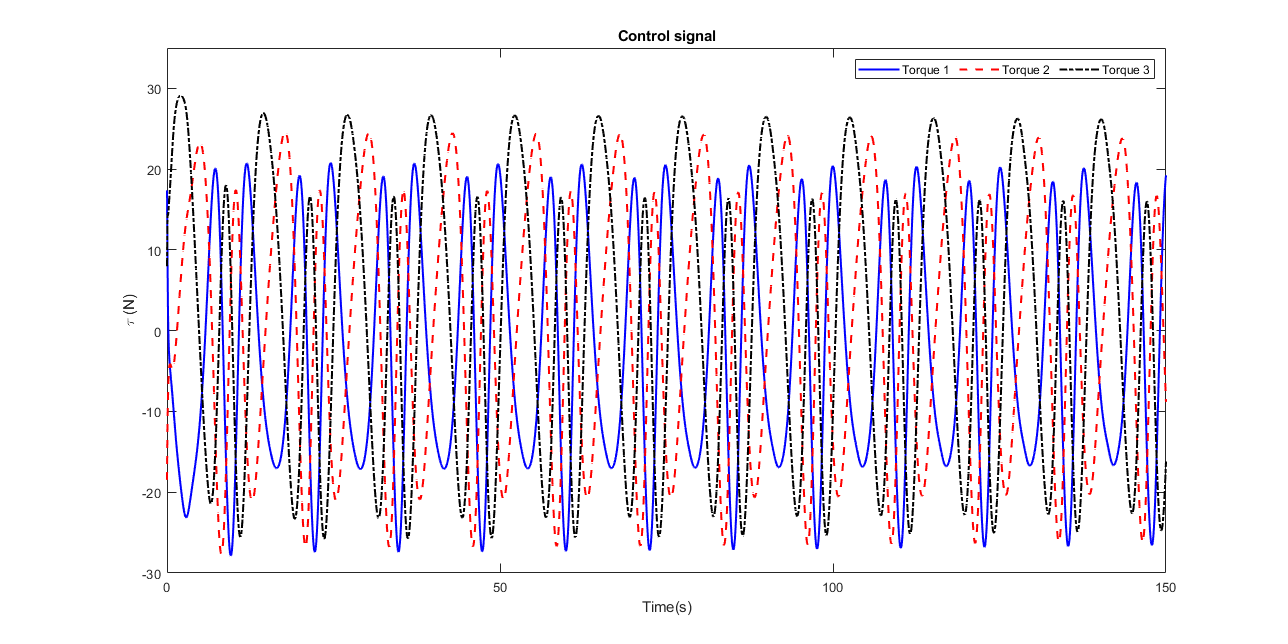 Control signal
Torque 1 Torque 2 Torque 3
30
20
10
0
-10
-20
-30
τ (N)
0 50 100 150
Time(s)